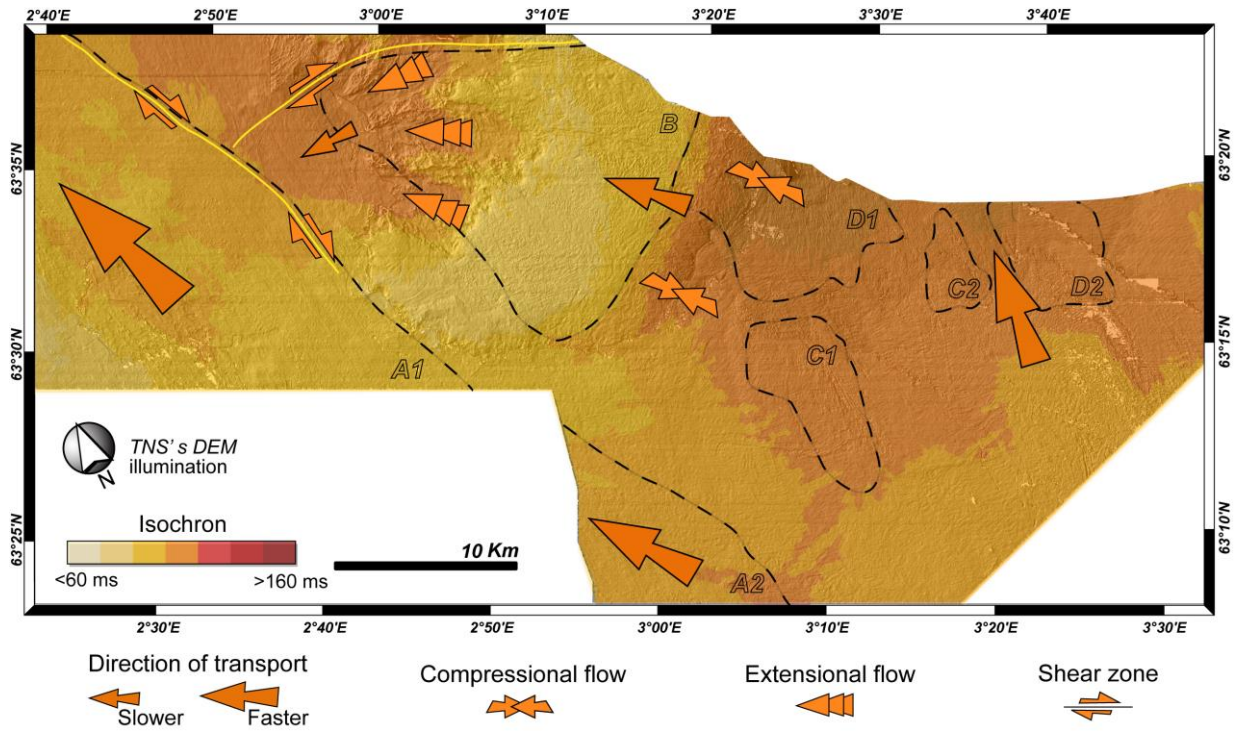 2°40'E 2°50'E 3°00'E 3°10'E 3°20'E 3°30'E 3°40'E
63°35'N
63°30'N
63°25'N
63°20'N
63°15'N
63°10'N
B
D1
C2
D2
C1
A1
A2
N
TNS' s DEM
illumination
Isochron
<60 ms >160 ms
10 Km
2°30'E 2°40'E 2°50'E 3°00'E 3°10'E 3°20'E 3°30'E
Direction of transport
Slower Faster
Compressional flow
Extensional flow
Shear zone